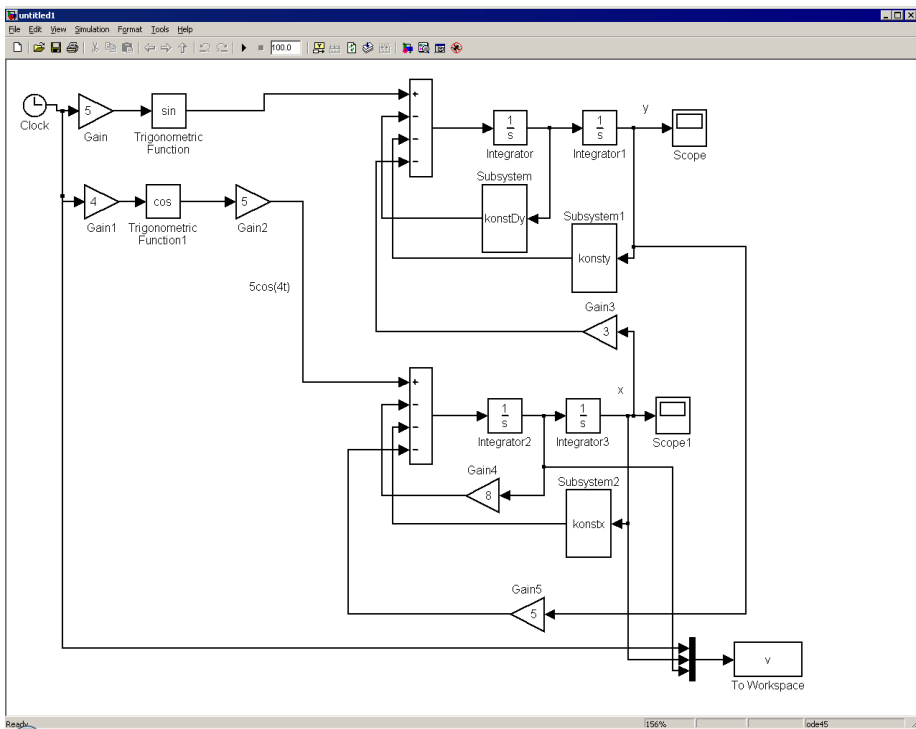 untitled1
File Edit View Simulation Format Tools Help
100.0
Clock
5
Gain
sin
Trigonometric
Function
+
−
−
−
1
s
Integrator
1
s
Integrator1
y
Scope
Subsystem
konstDy
Subsystem1
konsty
4
Gain1
cos
Trigonometric
Function1
5
Gain2
5cos(4t)
Gain3
3
+
−
−
−
1
s
Integrator2
1
s
Integrator3
x
Scope1
Gain4
8
Subsystem2
konstx
Gain5
5
v
To Workspace
Ready
156%
ode45